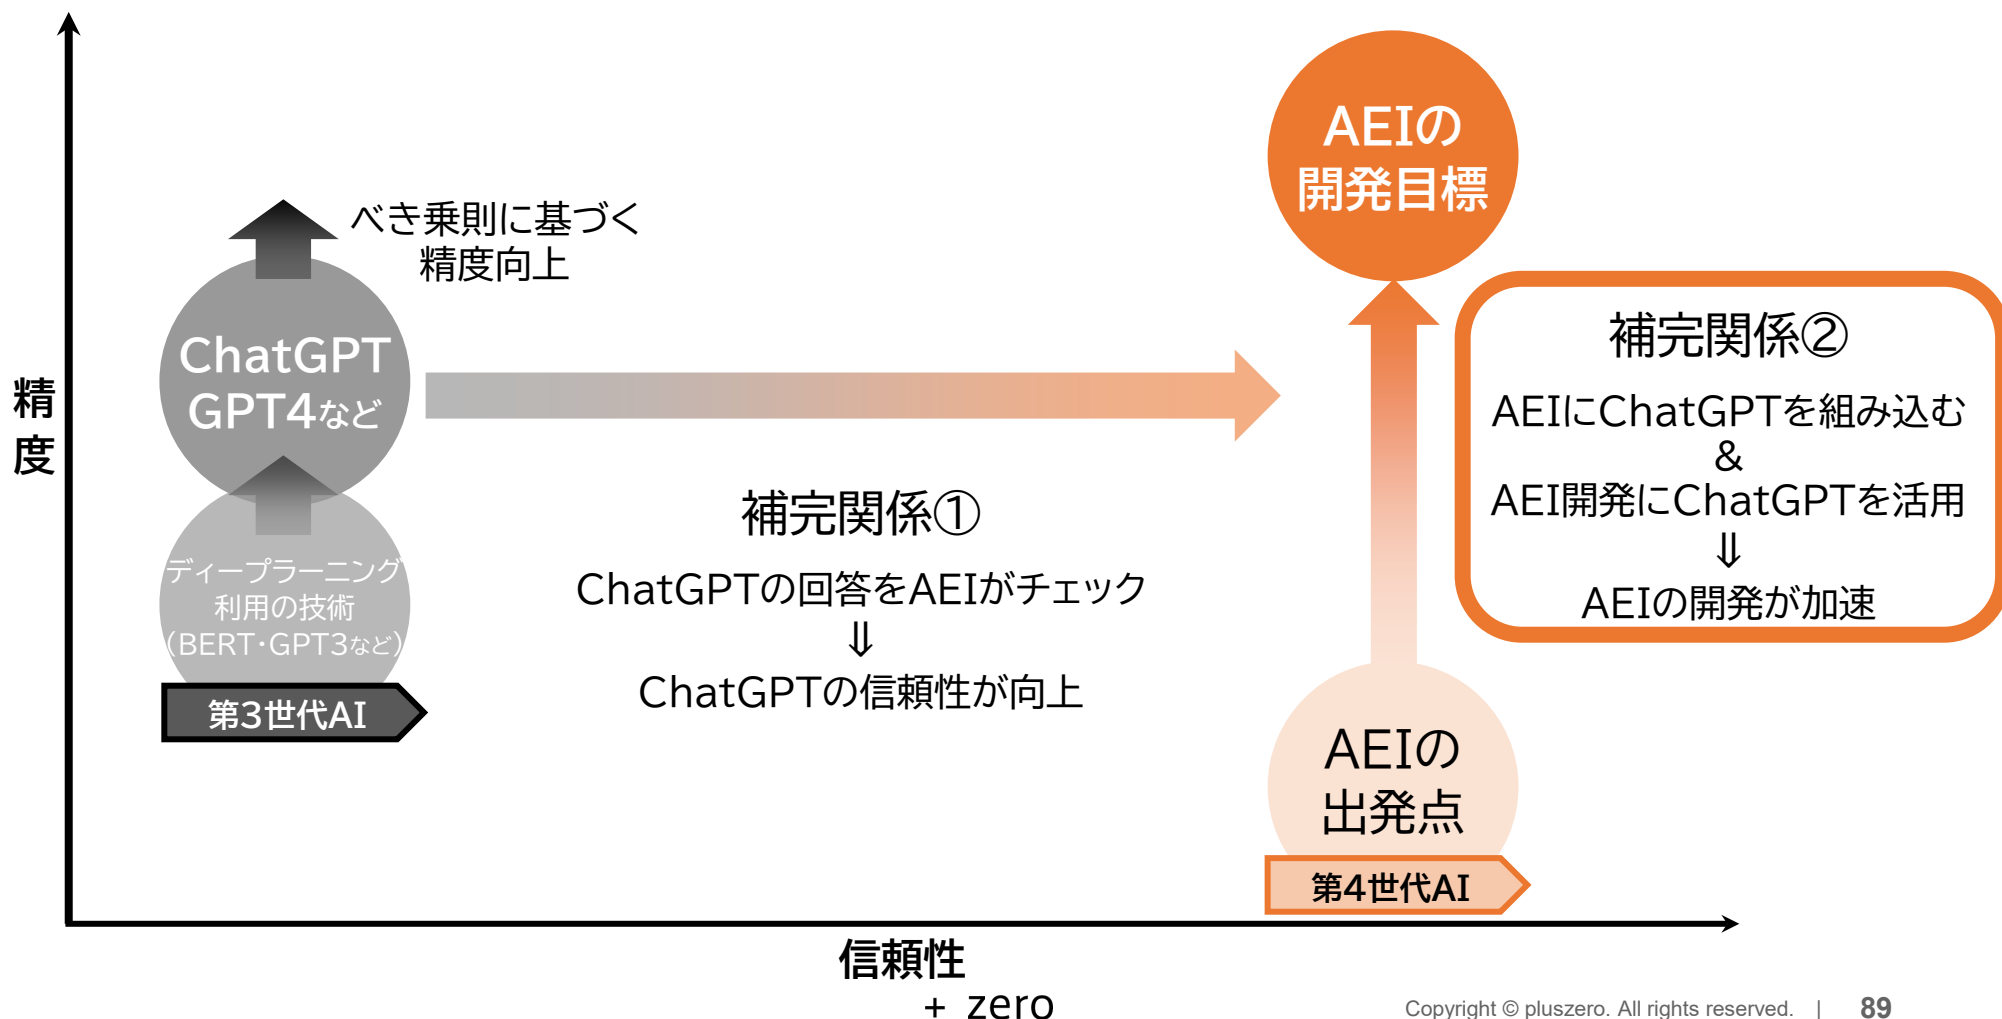 精
度
べき乗則に基づく
精度向上
ChatGPT
GPT4など
ディープラーニング
利用の技術
（BERT・GPT3など）
第3世代AI
補完関係①
ChatGPTの回答をAEIがチェック
⇓
ChatGPTの信頼性が向上
AEIの
開発目標
補完関係②
AEIにChatGPTを組み込む
&
AEI開発にChatGPTを活用
⇓
AEIの開発が加速
AEIの
出発点
第4世代AI
信頼性
+ zero
Copyright © pluszero. All rights reserved. | 89